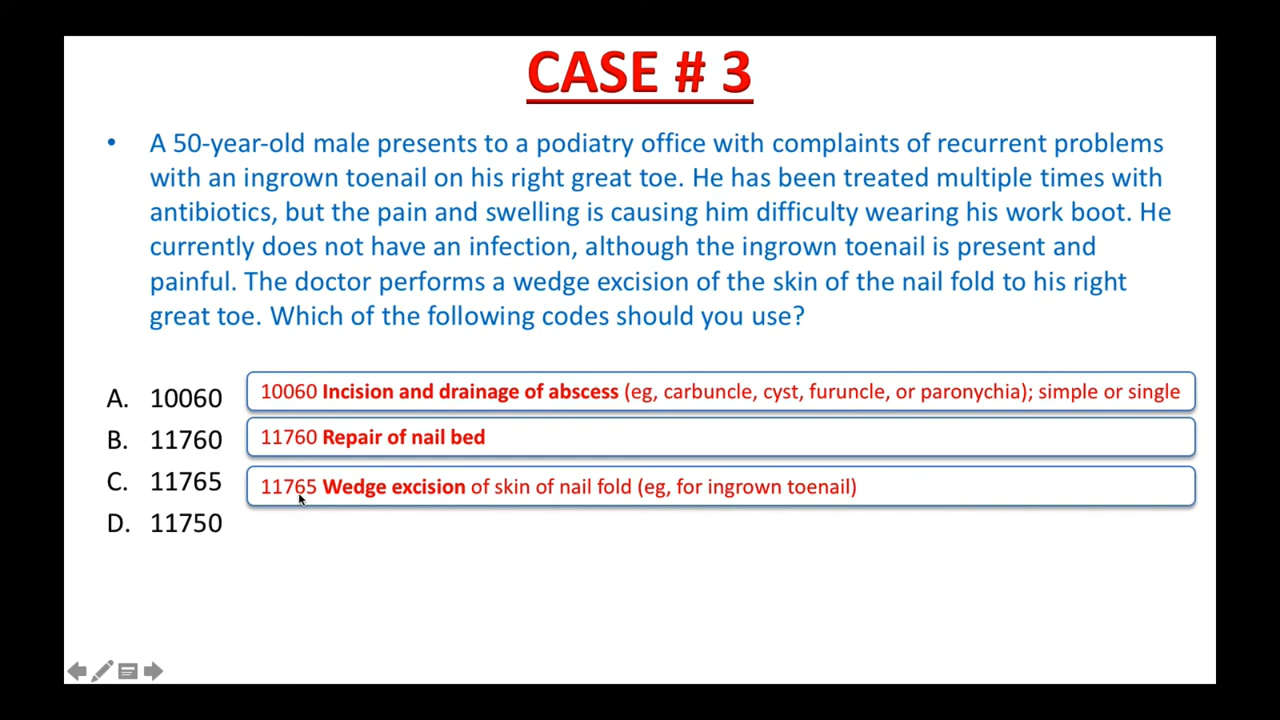 CASE # 3
• A 50-year-old male presents to a podiatry office with complaints of recurrent problems
with an ingrown toenail on his right great toe. He has been treated multiple times with
antibiotics, but the pain and swelling is causing him difficulty wearing his work boot. He
currently does not have an infection, although the ingrown toenail is present and
painful. The doctor performs a wedge excision of the skin of the nail fold to his right
great toe. Which of the following codes should you use?
A. 10060 10060 Incision and drainage of abscess (eg, carbuncle, cyst, furuncle, or paronychia); simple or single
B. 11760 11760 Repair of nail bed
C. 11765 11765 Wedge excision of skin of nail fold (eg, for ingrown toenail)
D. 11750